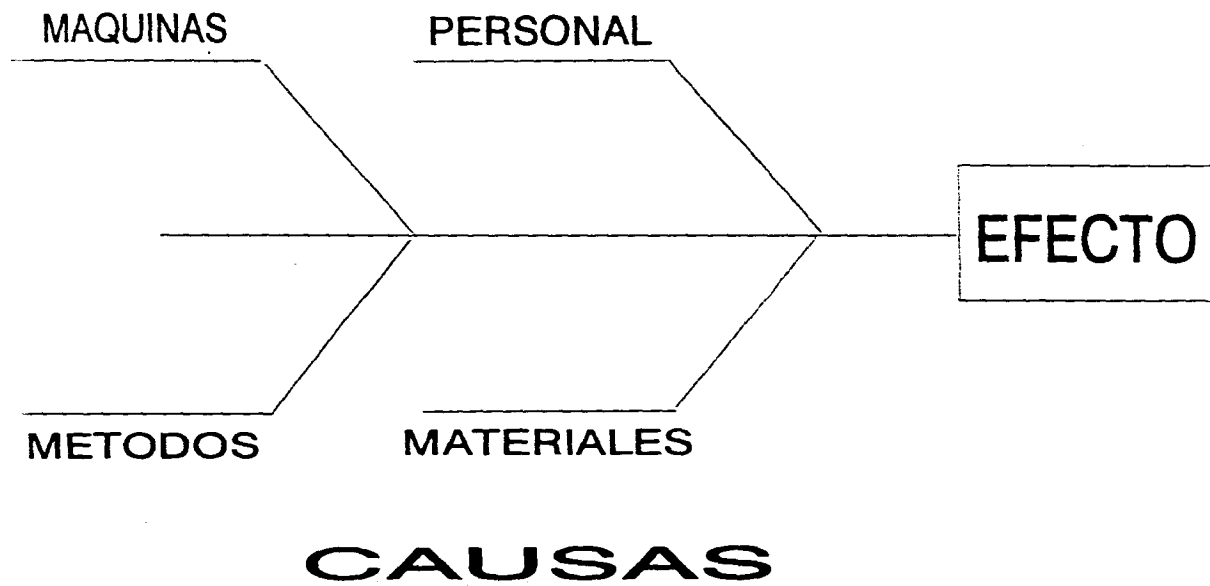 MAQUINAS
PERSONAL
EFECTO
METODOS
MATERIALES
CAUSAS